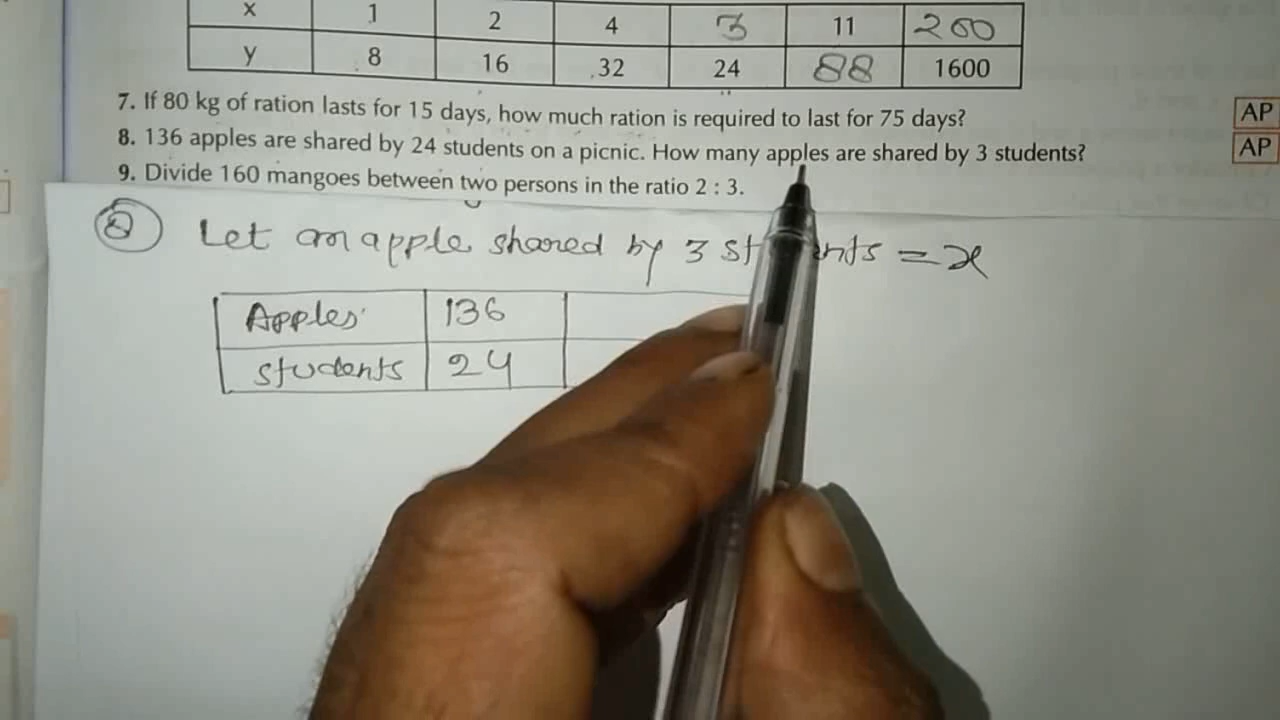 x 1 2 4 3 11 200
y 8 16 32 24 88 1600
7. If 80 kg of ration lasts for 15 days, how much ration is required to last for 75 days? AP
8. 136 apples are shared by 24 students on a picnic. How many apples are shared by 3 students? AP
9. Divide 160 mangoes between two persons in the ratio 2 : 3.
8 Let an apple shared by 3 st nts = x
Apples 136
students 24